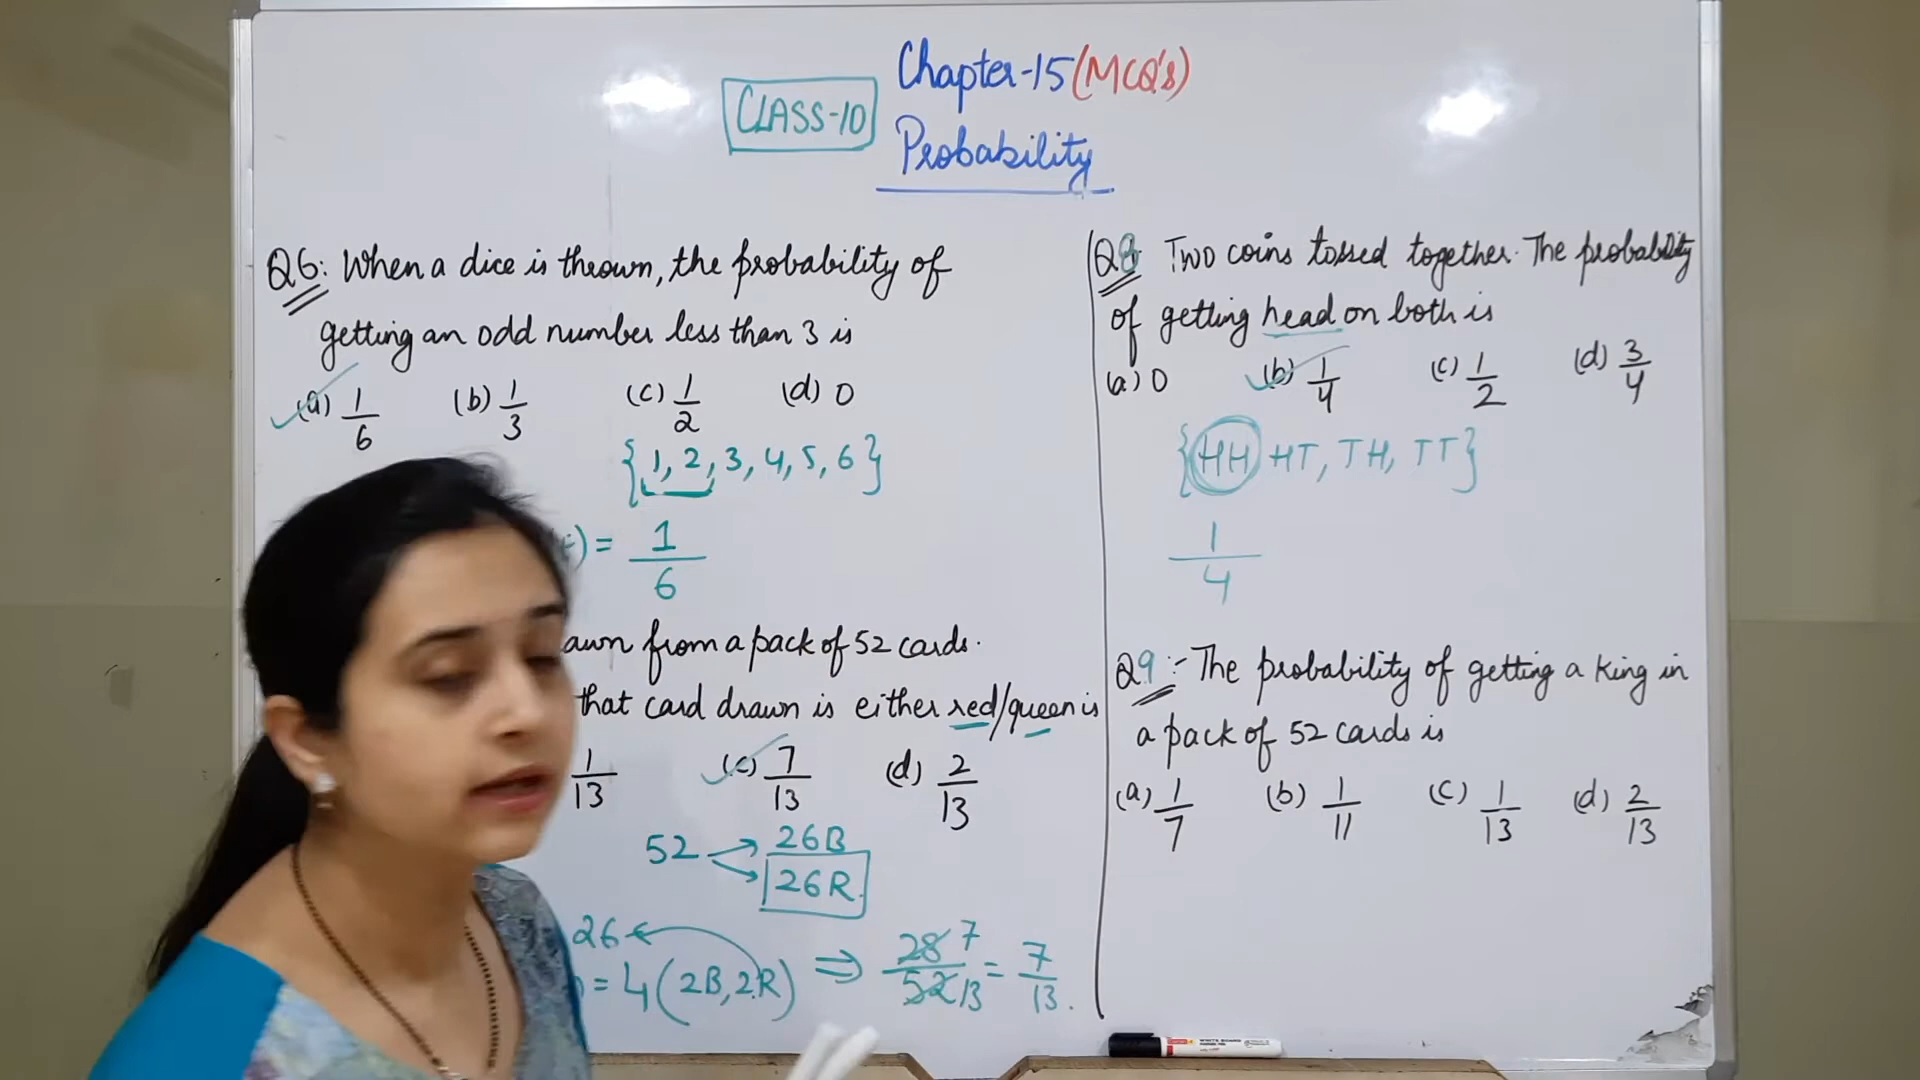 CLASS-10
Chapter-15 (MCQ's)
Probability
Q6: When a dice is thrown, the probability of
getting an odd number less than 3 is
(a) 1/6 (b) 1/3 (c) 1/2 (d) 0
{1, 2, 3, 4, 5, 6}
) = 1/6
from a pack of 52 cards.
that card drawn is either red/queen is
1/13 (c) 7/13 (d) 2/13
52
26B
26R
26
= 4 (2B, 2R) ⇒ 28/52 7/13 = 7/13.
Q8 Two coins tossed together. The probability
of getting head on both is
(a) 0 (b) 1/4 (c) 1/2 (d) 3/4
{HH HT, TH, TT}
1/4
Q9:- The probability of getting a King in
a pack of 52 cards is
(a) 1/7 (b) 1/11 (c) 1/13 (d) 2/13
WHITE BOARD